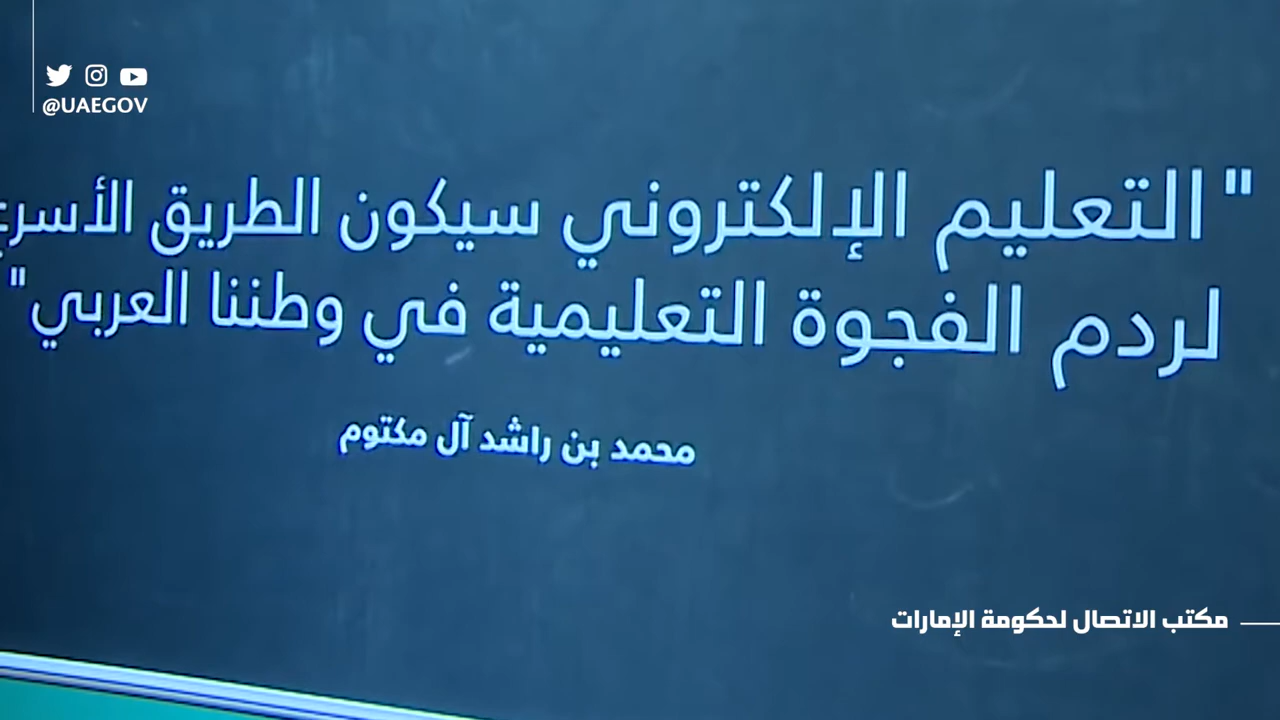 @UAEGOV
"التعليم الإلكتروني سيكون الطريق الأسرع
لردم الفجوة التعليمية في وطننا العربي"
محمد بن راشد آل مكتوم
مكتب الاتصال لحكومة الإمارات